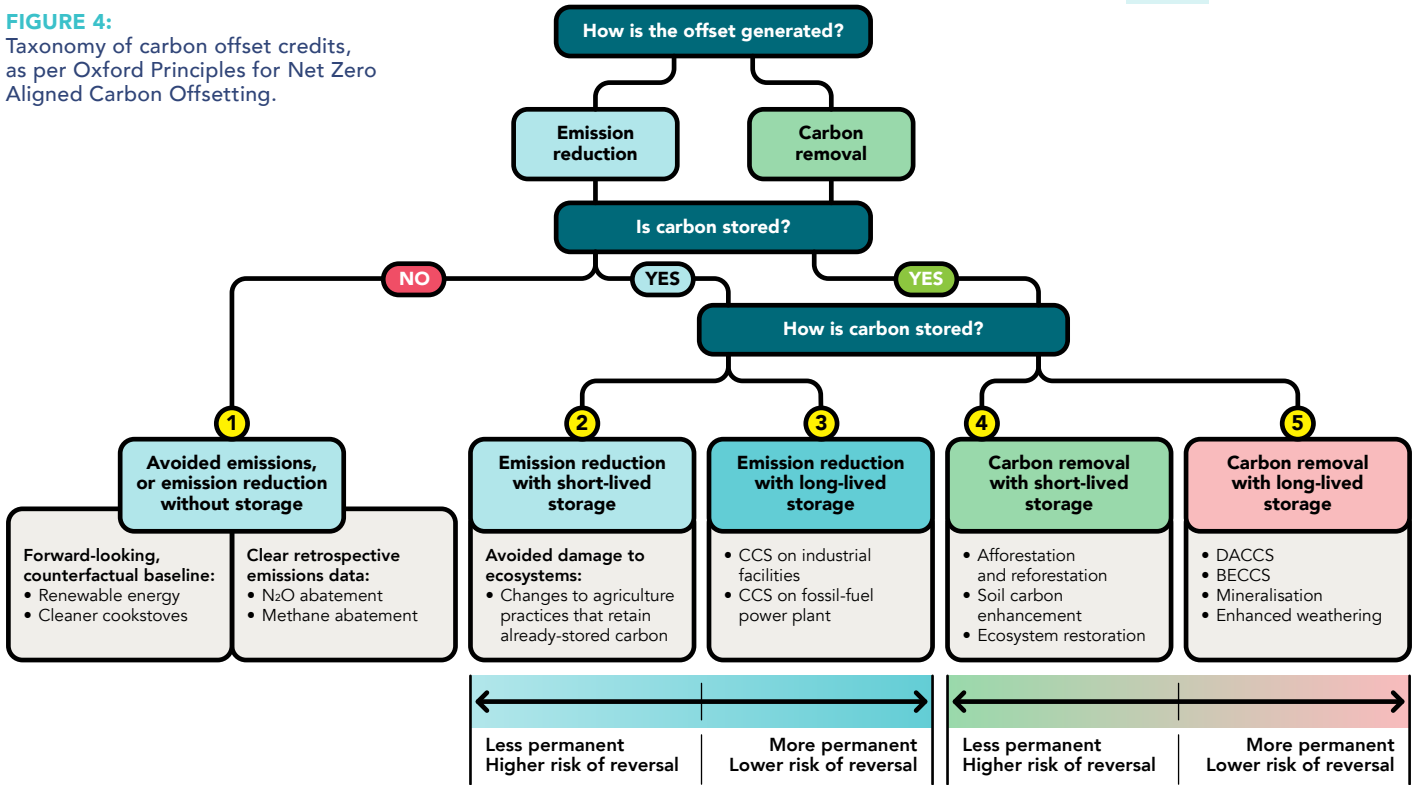 FIGURE 4:
Taxonomy of carbon offset credits,
as per Oxford Principles for Net Zero
Aligned Carbon Offsetting.
How is the offset generated?
Emission
reduction
Carbon
removal
Is carbon stored?
NO
YES
YES
How is carbon stored?
1
Avoided emissions,
or emission reduction
without storage
Forward-looking,
counterfactual baseline:
• Renewable energy
• Cleaner cookstoves
Clear retrospective
emissions data:
• N2O abatement
• Methane abatement
2
Emission reduction
with short-lived
storage
Avoided damage to
ecosystems:
• Changes to agriculture
practices that retain
already-stored carbon
3
Emission reduction
with long-lived
storage
• CCS on industrial
facilities
• CCS on fossil-fuel
power plant
4
Carbon removal
with short-lived
storage
• Afforestation
and reforestation
• Soil carbon
enhancement
• Ecosystem restoration
5
Carbon removal
with long-lived
storage
• DACCS
• BECCS
• Mineralisation
• Enhanced weathering
Less permanent
Higher risk of reversal
More permanent
Lower risk of reversal
Less permanent
Higher risk of reversal
More permanent
Lower risk of reversal